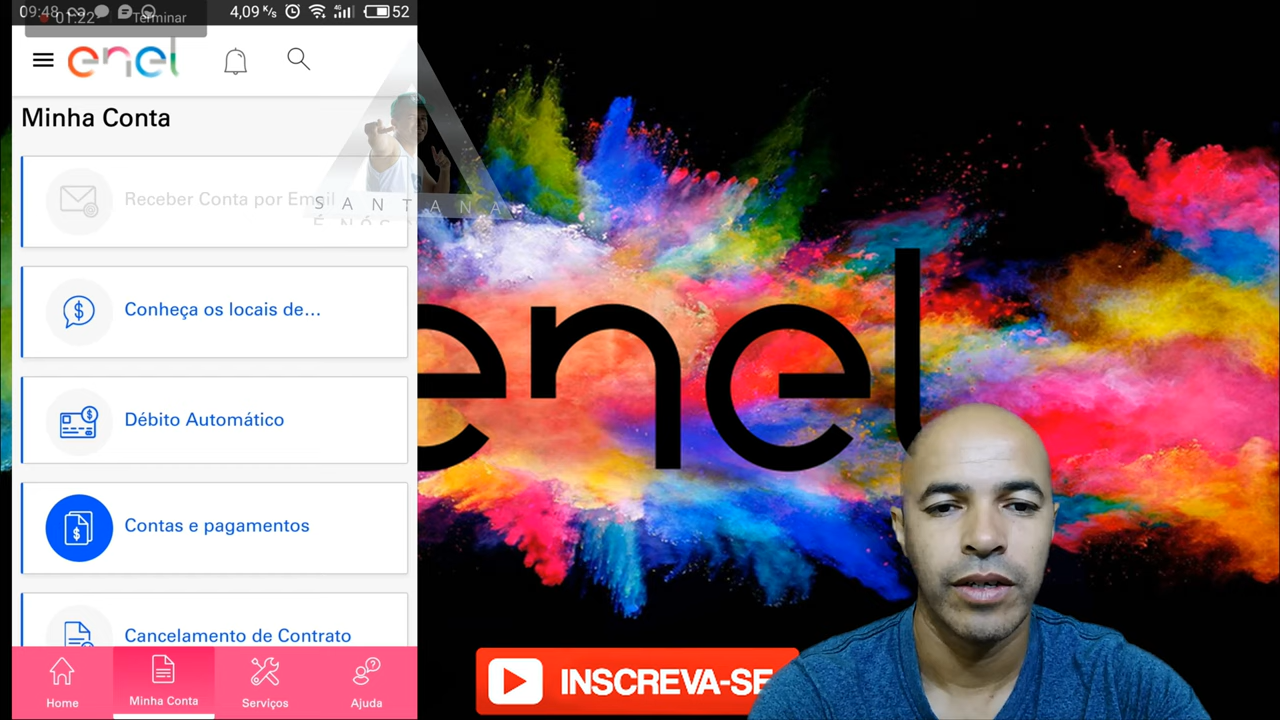 09:48
01:22
Terminar
4,09 K/s
52
enel
Minha Conta
Receber Conta por Email
Conheça os locais de...
Débito Automático
Contas e pagamentos
Cancelamento de Contrato
Home
Minha Conta
Serviços
Ajuda
SANTANA
enel
INSCREVA-SE